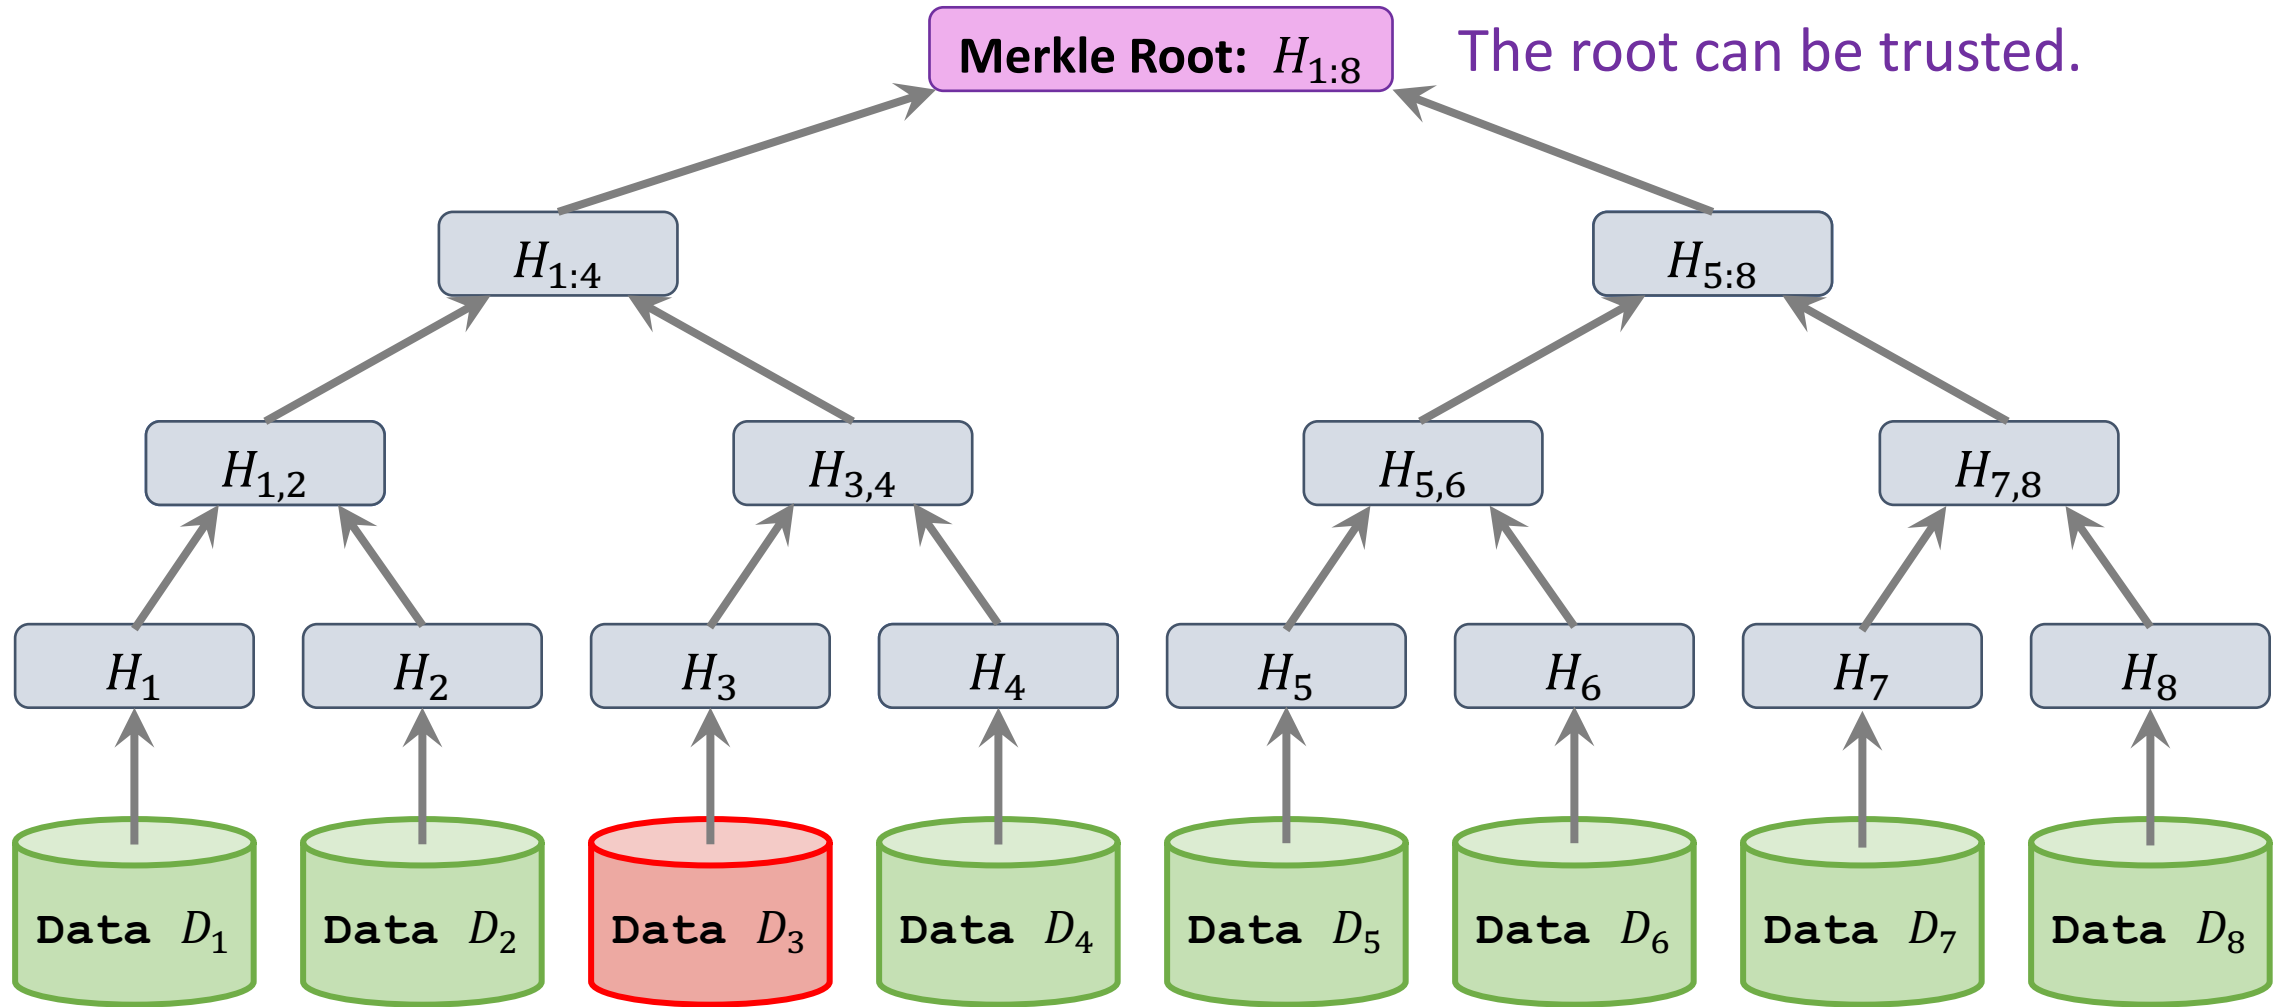 Merkle Root: H₁:₈
The root can be trusted.
H₁:₄
H₅:₈
H₁,₂
H₃,₄
H₅,₆
H₇,₈
H₁
H₂
H₃
H₄
H₅
H₆
H₇
H₈
Data D₁
Data D₂
Data D₃
Data D₄
Data D₅
Data D₆
Data D₇
Data D₈